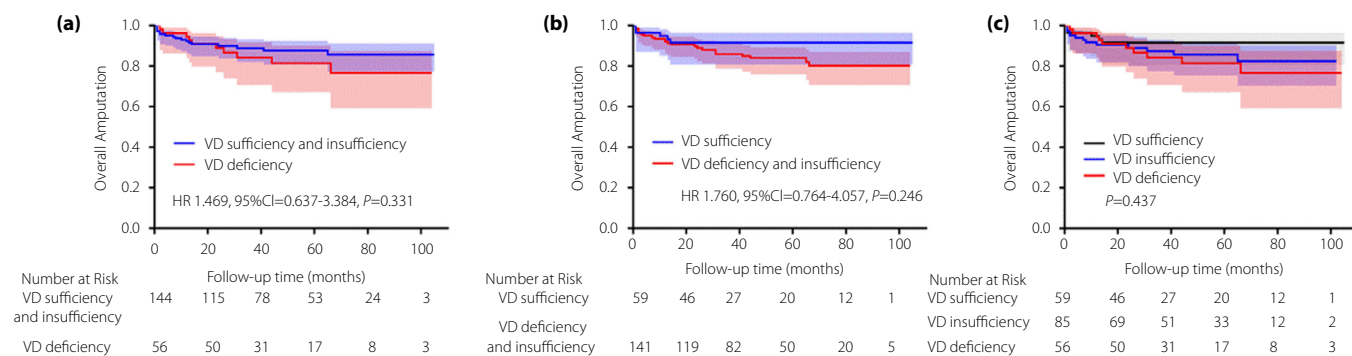 (a)
1.0
0.8
0.6
0.4
0.2
0.0
Overall Amputation
VD sufficiency and insufficiency
VD deficiency
HR 1.469, 95%CI=0.637-3.384, P=0.331
0 20 40 60 80 100
Follow-up time (months)
Number at Risk
VD sufficiency 144 115 78 53 24 3
and insufficiency
VD deficiency 56 50 31 17 8 3
(b)
1.0
0.8
0.6
0.4
0.2
0.0
Overall Amputation
VD sufficiency
VD deficiency and insufficiency
HR 1.760, 95%CI=0.764-4.057, P=0.246
0 20 40 60 80 100
Follow-up time (months)
Number at Risk
VD sufficiency 59 46 27 20 12 1
VD deficiency
and insufficiency 141 119 82 50 20 5
(c)
1.0
0.8
0.6
0.4
0.2
0.0
Overall Amputation
VD sufficiency
VD insufficiency
VD deficiency
P=0.437
0 20 40 60 80 100
Follow-up time (months)
Number at Risk
VD sufficiency 59 46 27 20 12 1
VD insufficiency 85 69 51 33 12 2
VD deficiency 56 50 31 17 8 3